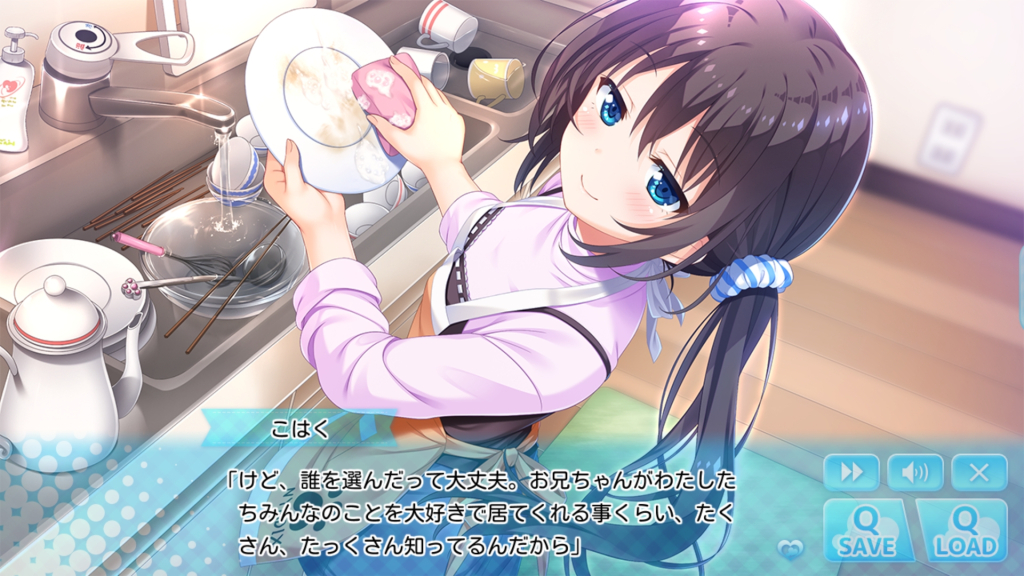 こはく
「けど、誰を選んだって大丈夫。お兄ちゃんがわたした
ちみんなのことを大好きで居てくれる事くらい、たく
さん、たっくさん知ってるんだから」
Q
SAVE
Q
LOAD